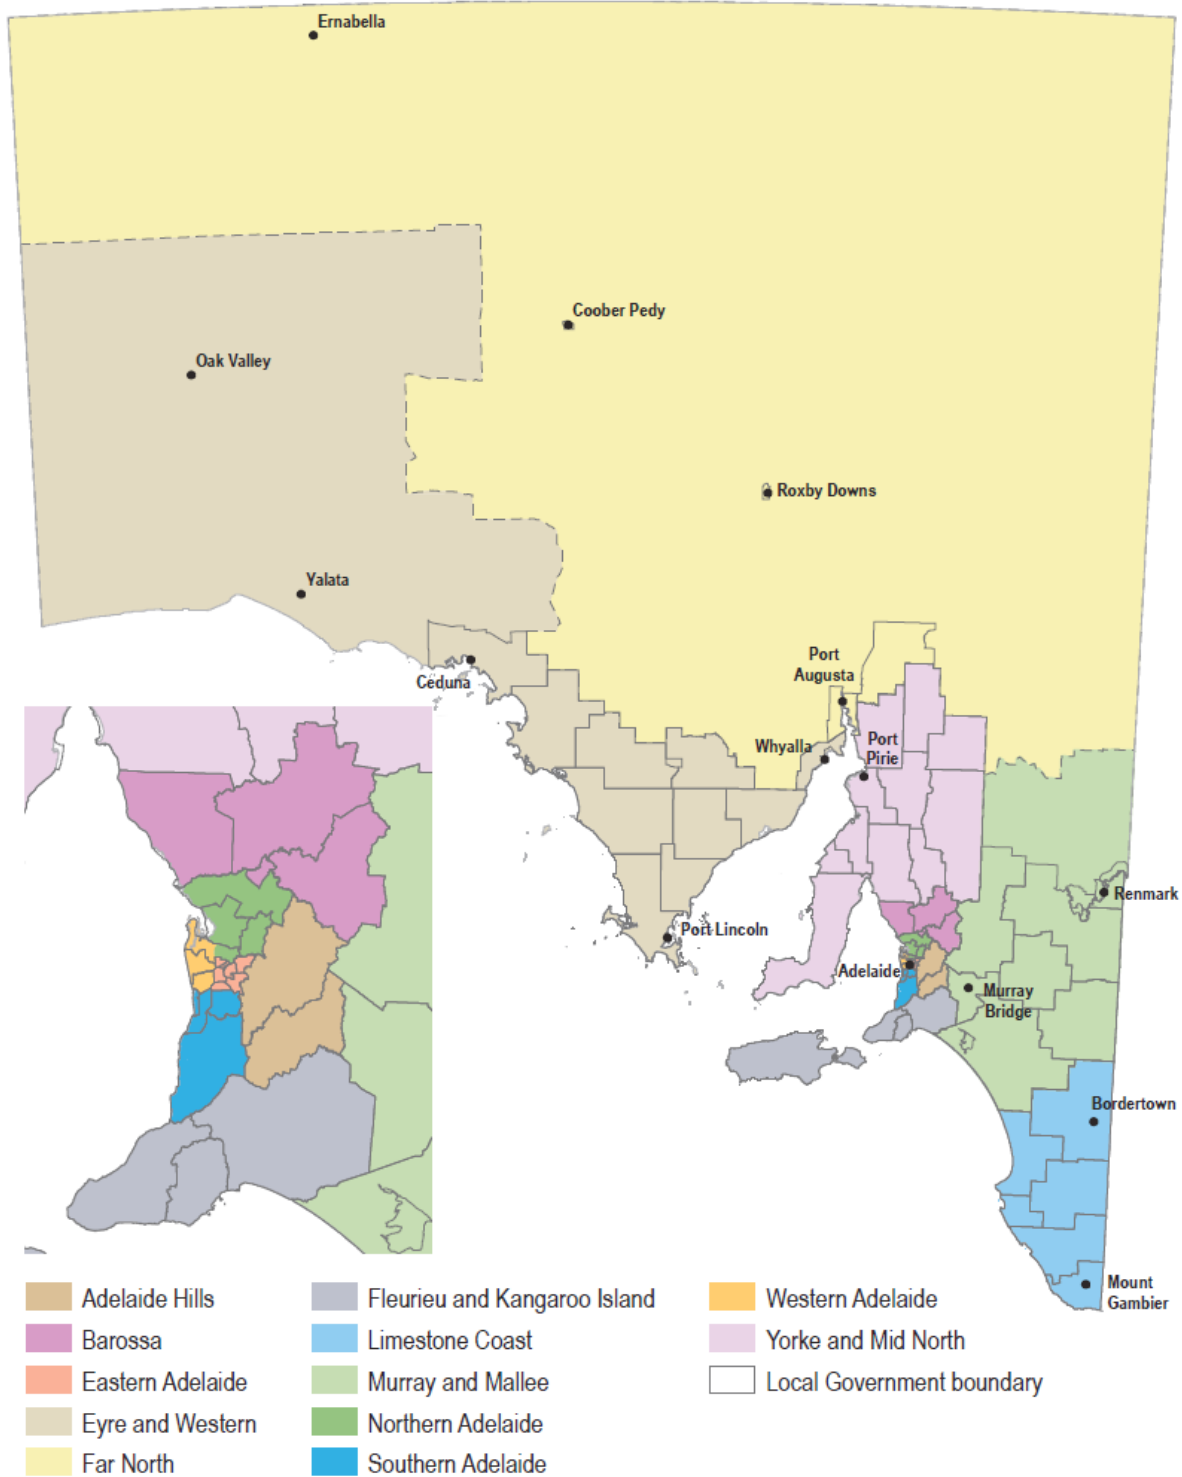 Ernabella
Coober Pedy
Oak Valley
Roxby Downs
Yalata
Port
Augusta
Ceduna
Port
Pirie
Whyalla
Renmark
Port Lincoln
Adelaide
Murray
Bridge
Bordertown
Mount
Gambier
Adelaide Hills
Barossa
Eastern Adelaide
Eyre and Western
Far North
Fleurieu and Kangaroo Island
Limestone Coast
Murray and Mallee
Northern Adelaide
Southern Adelaide
Western Adelaide
Yorke and Mid North
Local Government boundary